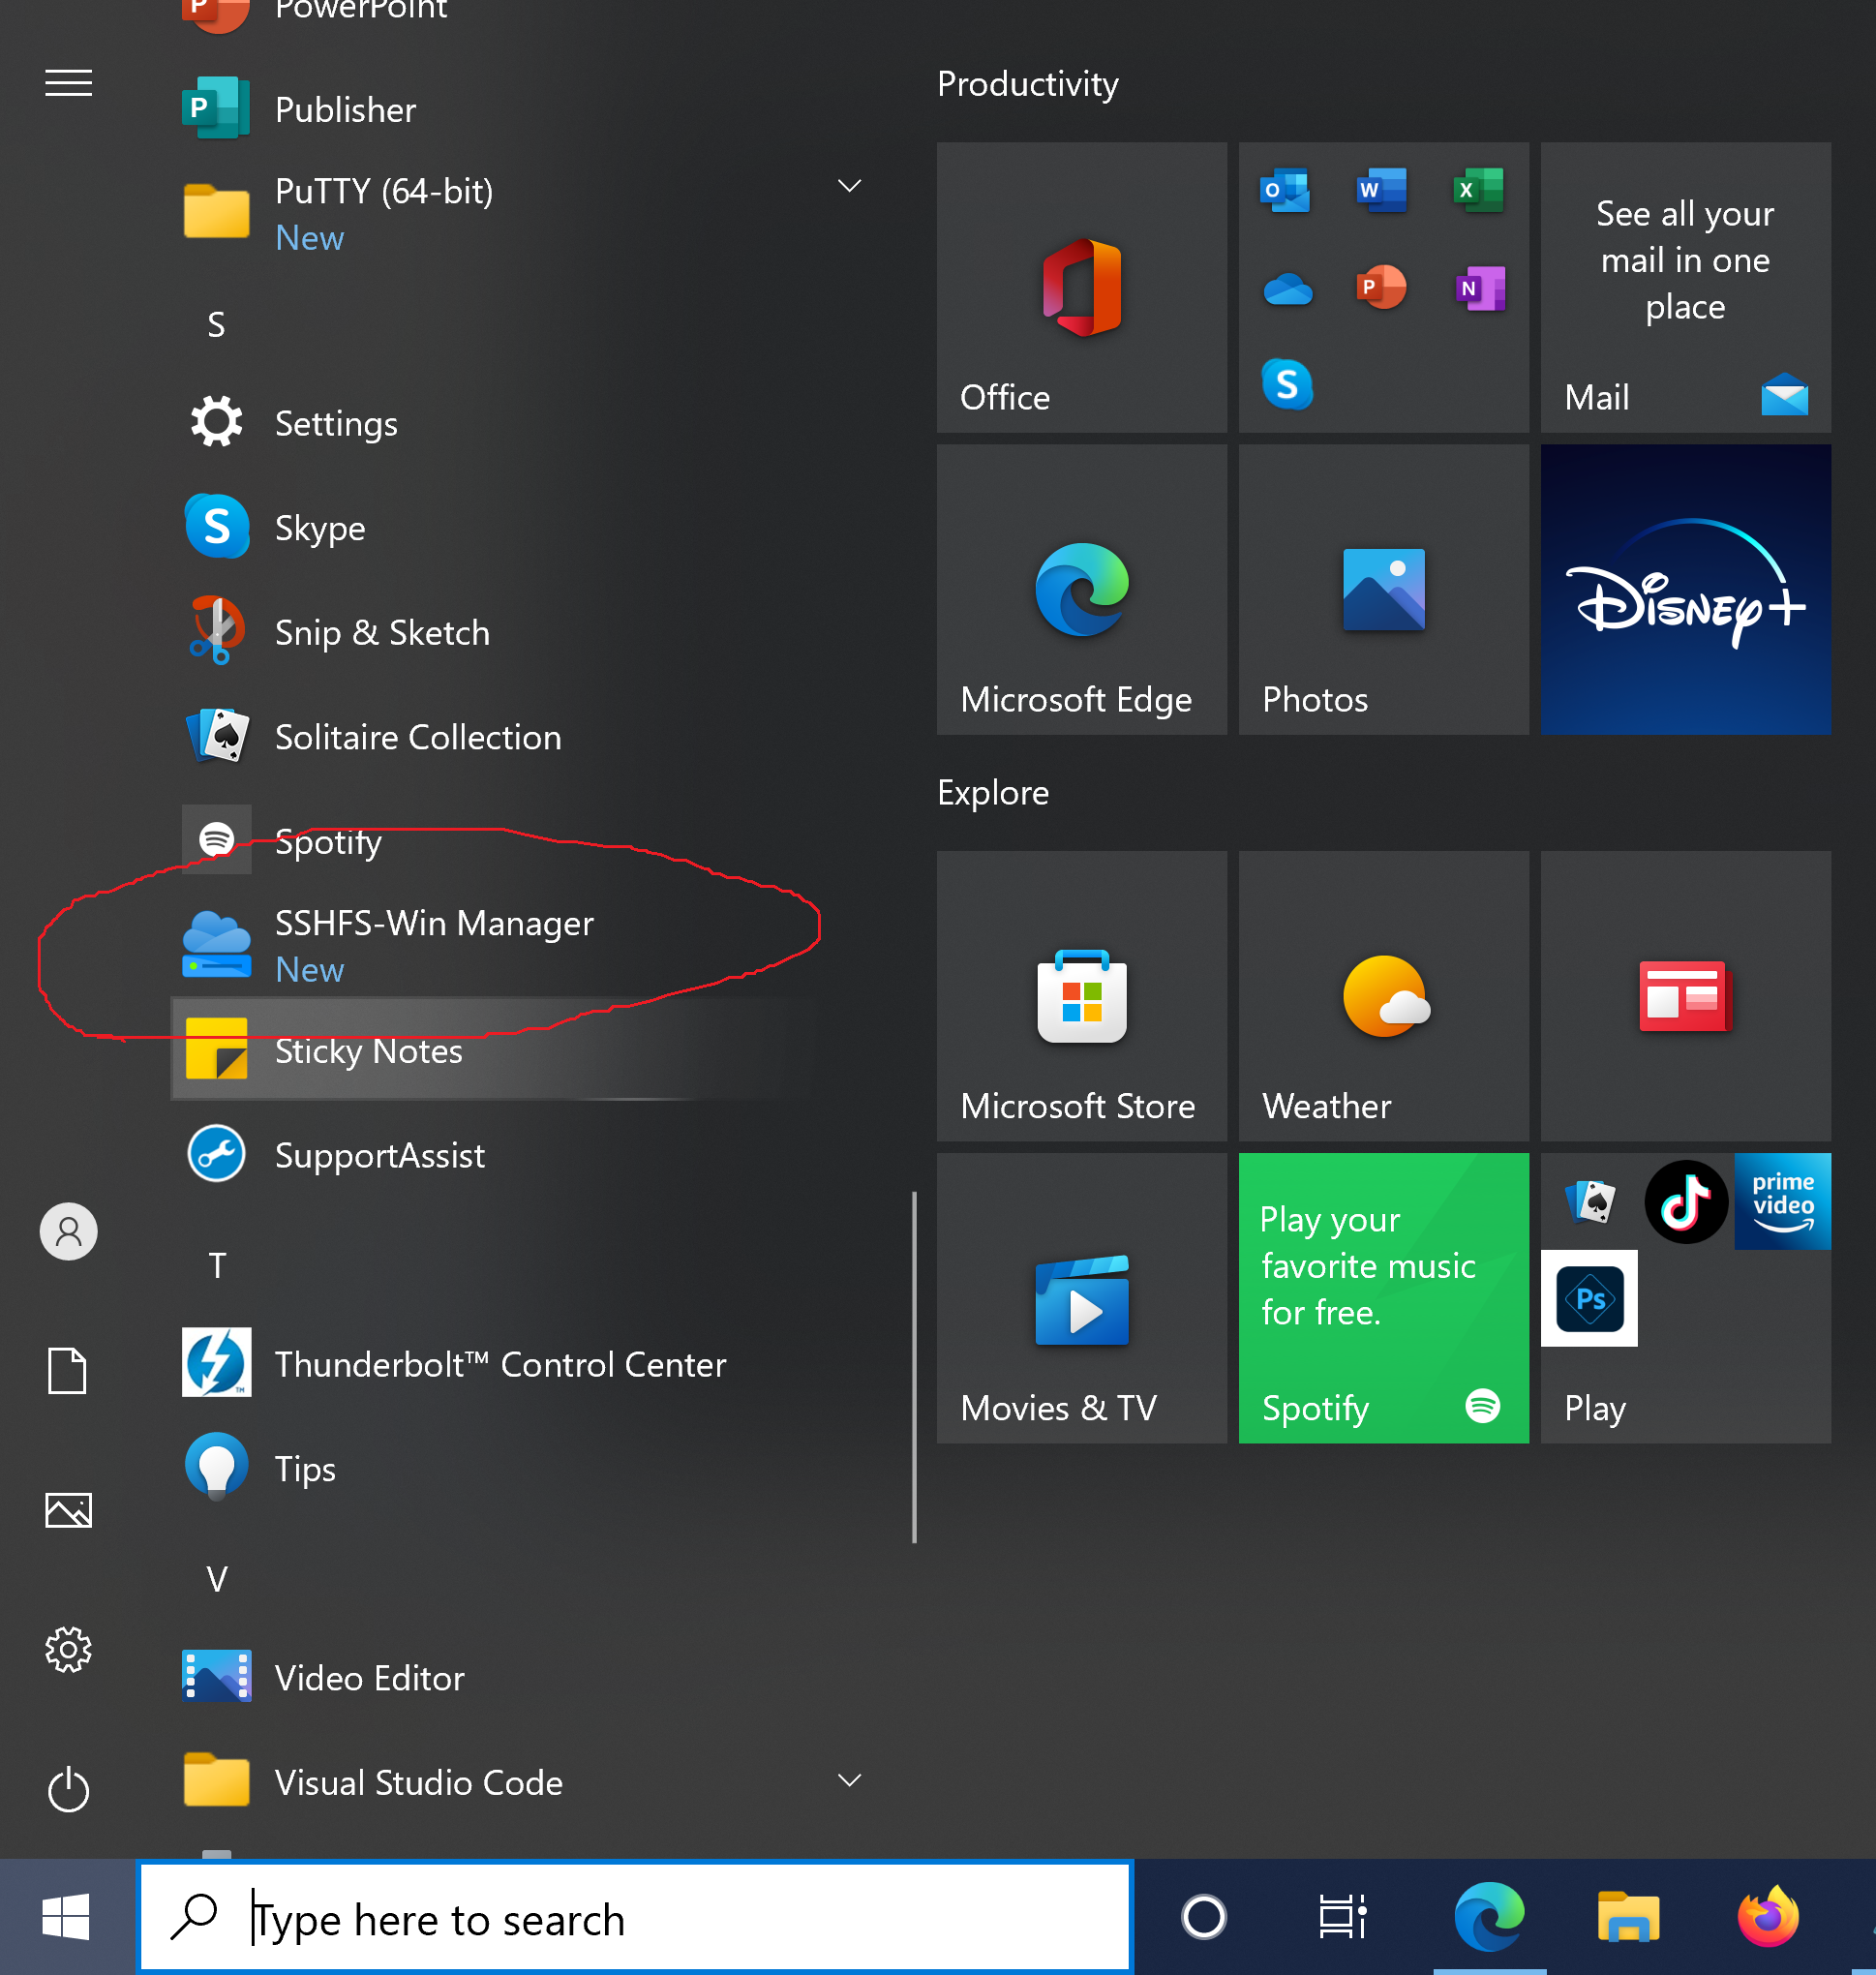 PowerPoint
Publisher
PuTTY (64-bit)
New
S
Settings
Skype
Snip & Sketch
Solitaire Collection
Spotify
SSHFS-Win Manager
New
Sticky Notes
SupportAssist
T
Thunderbolt™ Control Center
Tips
V
Video Editor
Visual Studio Code
Productivity
Office
See all your
mail in one
place
Mail
Microsoft Edge
Photos
Disney+
Explore
Microsoft Store
Weather
Movies & TV
Play your
favorite music
for free.
Spotify
prime
video
Ps
Play
Type here to search